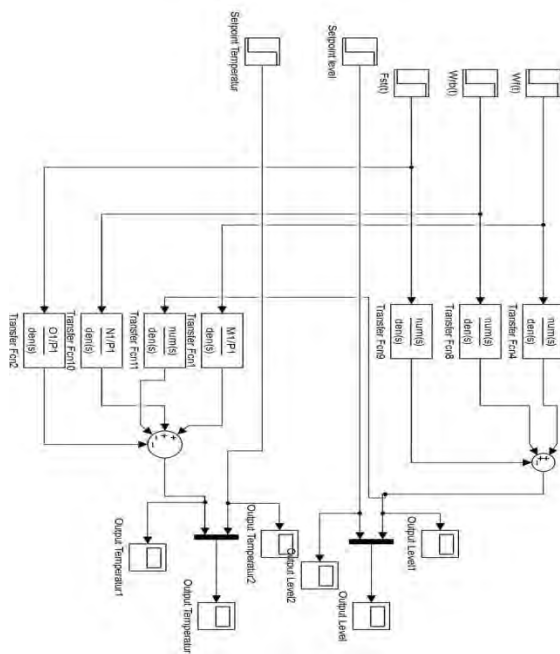 Wf(t)
num(s)
den(s)
Transfer Fcn4
Output Level1
Wrb(t)
num(s)
den(s)
Transfer Fcn8
++
-
Fst(t)
num(s)
den(s)
Transfer Fcn9
Output Level
Setpoint level
Output Level2
Setpoint Temperatur
Output Temperatur2
M1/P1
den(s)
Transfer Fcn1
Output Temperatur
num(s)
den(s)
Transfer Fcn11
+
+
-
N1/P1
den(s)
Transfer Fcn10
Output Temperatur1
O1/P1
den(s)
Transfer Fcn2